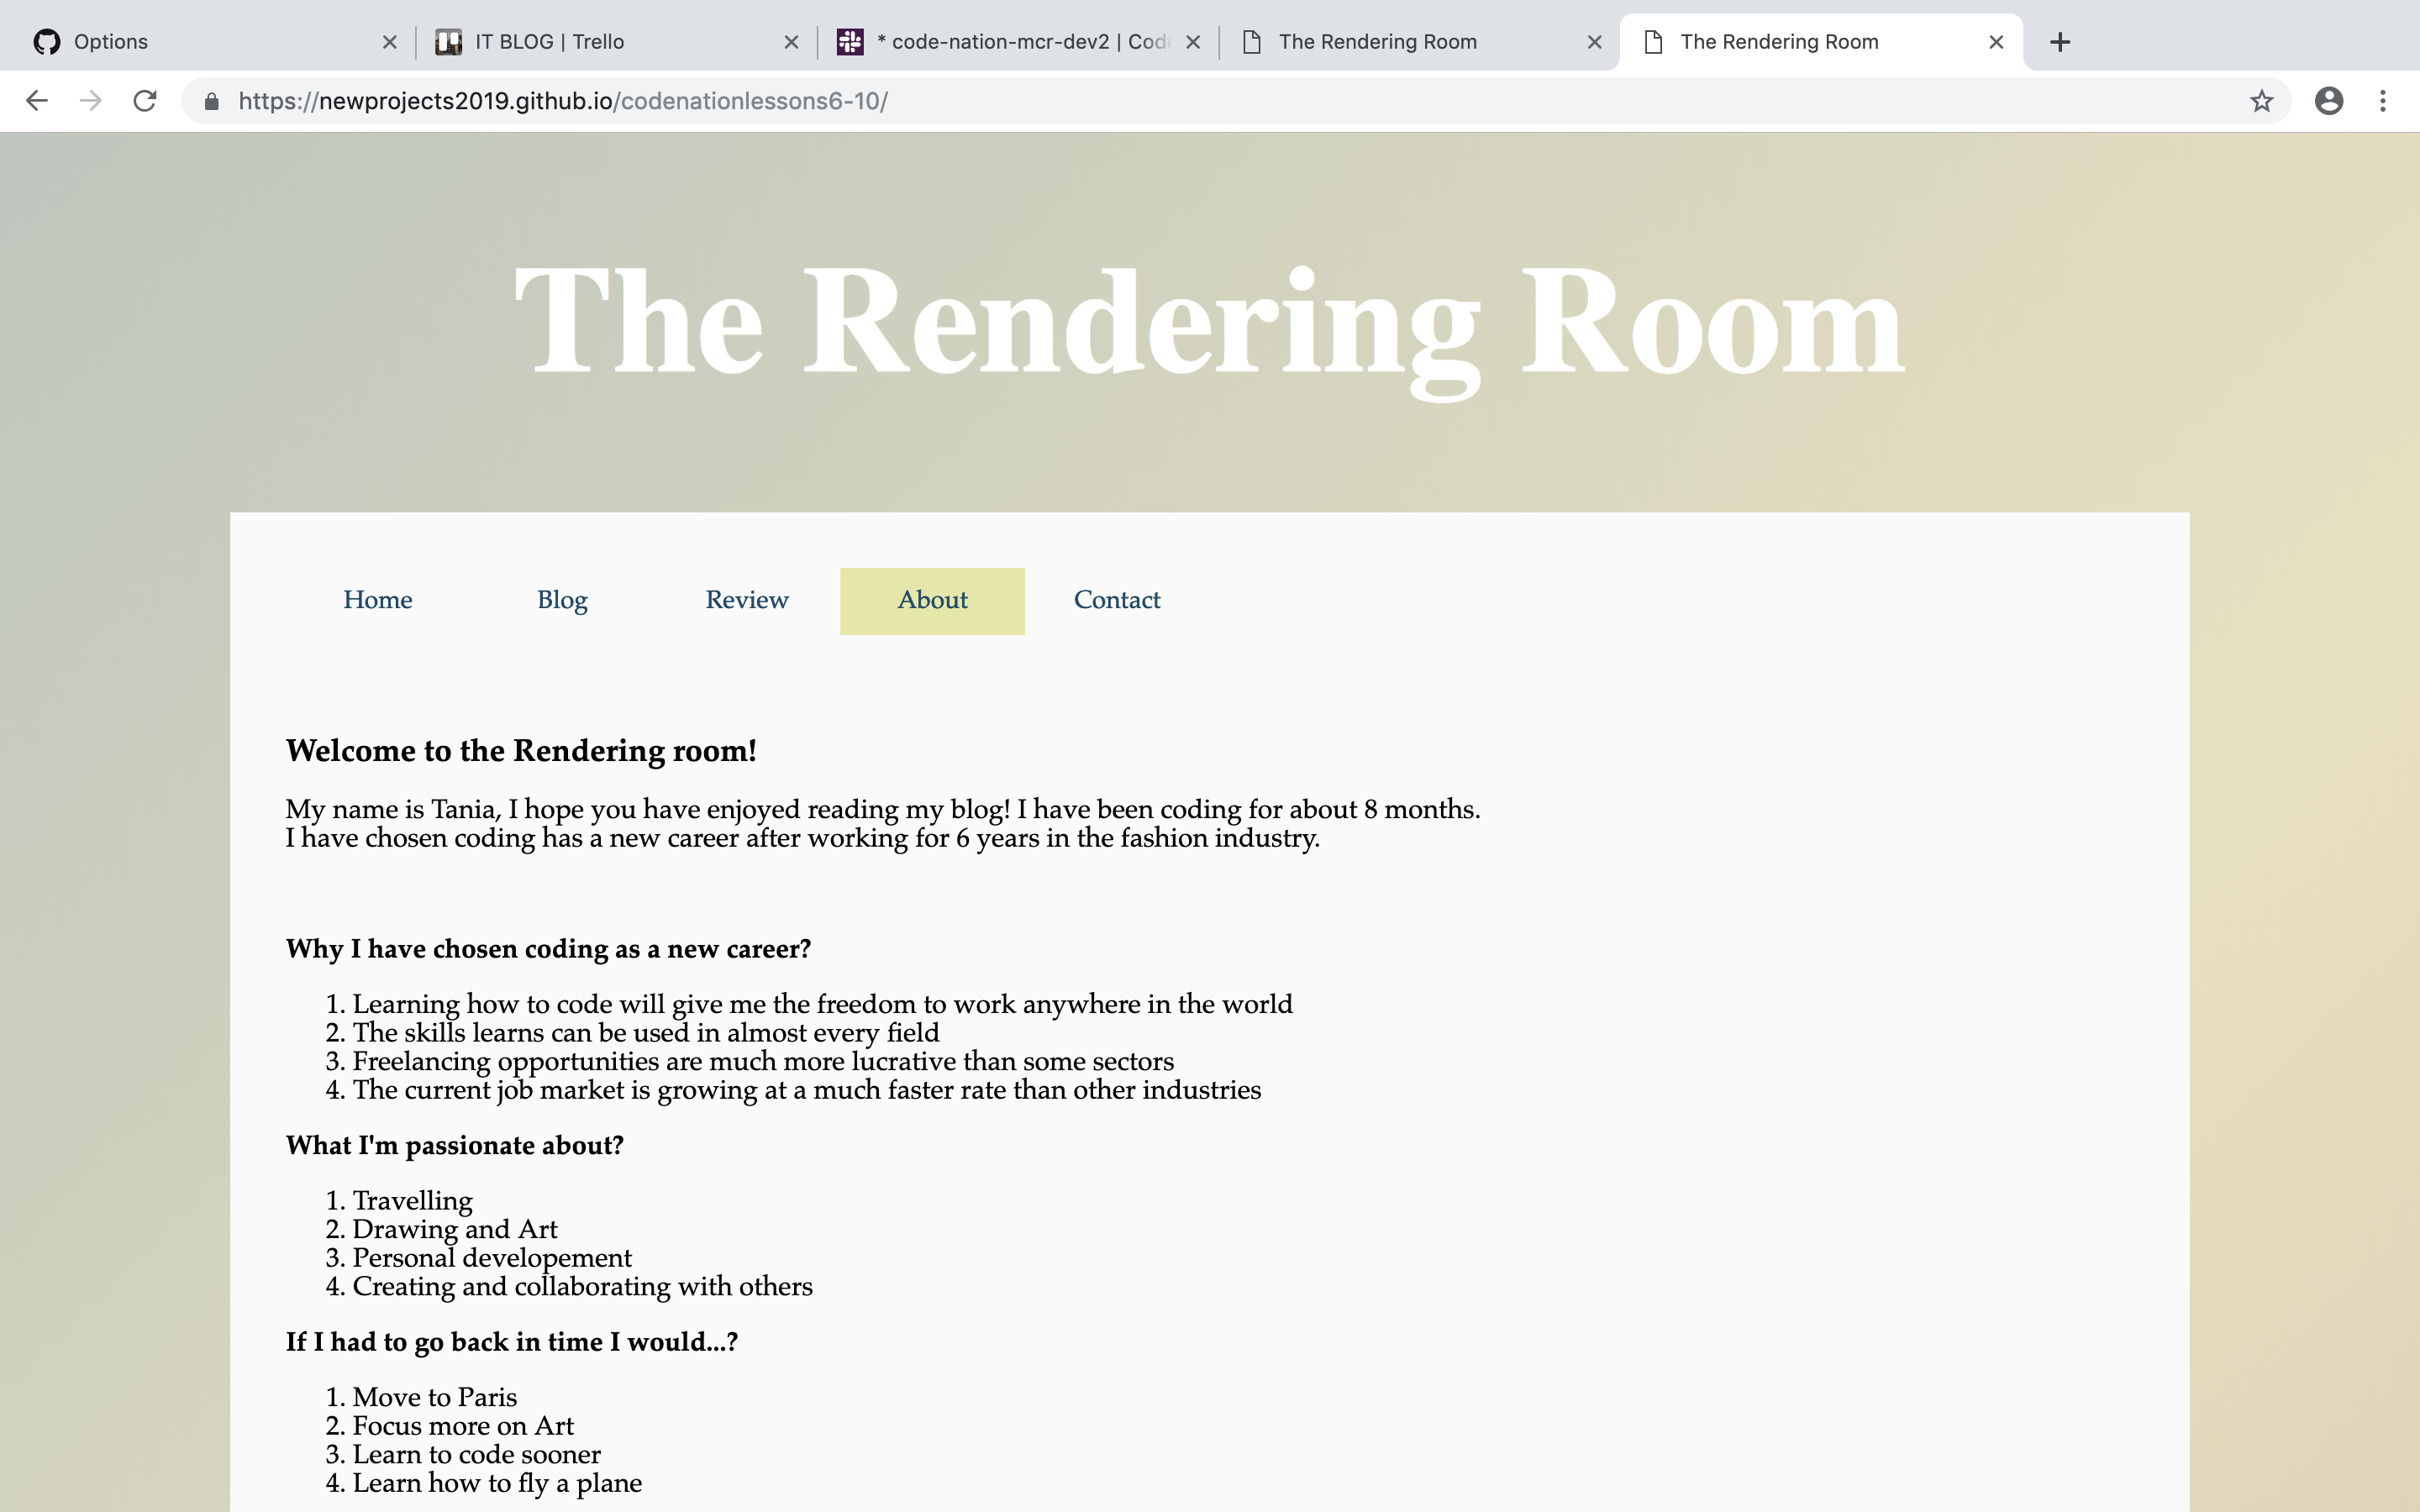 Options
IT BLOG | Trello
* code-nation-mcr-dev2 | Code
The Rendering Room
The Rendering Room
https://newprojects2019.github.io/codenationlessons6-10/
The Rendering Room
Home
Blog
Review
About
Contact
Welcome to the Rendering room!
My name is Tania, I hope you have enjoyed reading my blog! I have been coding for about 8 months.
I have chosen coding has a new career after working for 6 years in the fashion industry.
Why I have chosen coding as a new career?
1. Learning how to code will give me the freedom to work anywhere in the world
2. The skills learns can be used in almost every field
3. Freelancing opportunities are much more lucrative than some sectors
4. The current job market is growing at a much faster rate than other industries
What I'm passionate about?
1. Travelling
2. Drawing and Art
3. Personal developement
4. Creating and collaborating with others
If I had to go back in time I would...?
1. Move to Paris
2. Focus more on Art
3. Learn to code sooner
4. Learn how to fly a plane